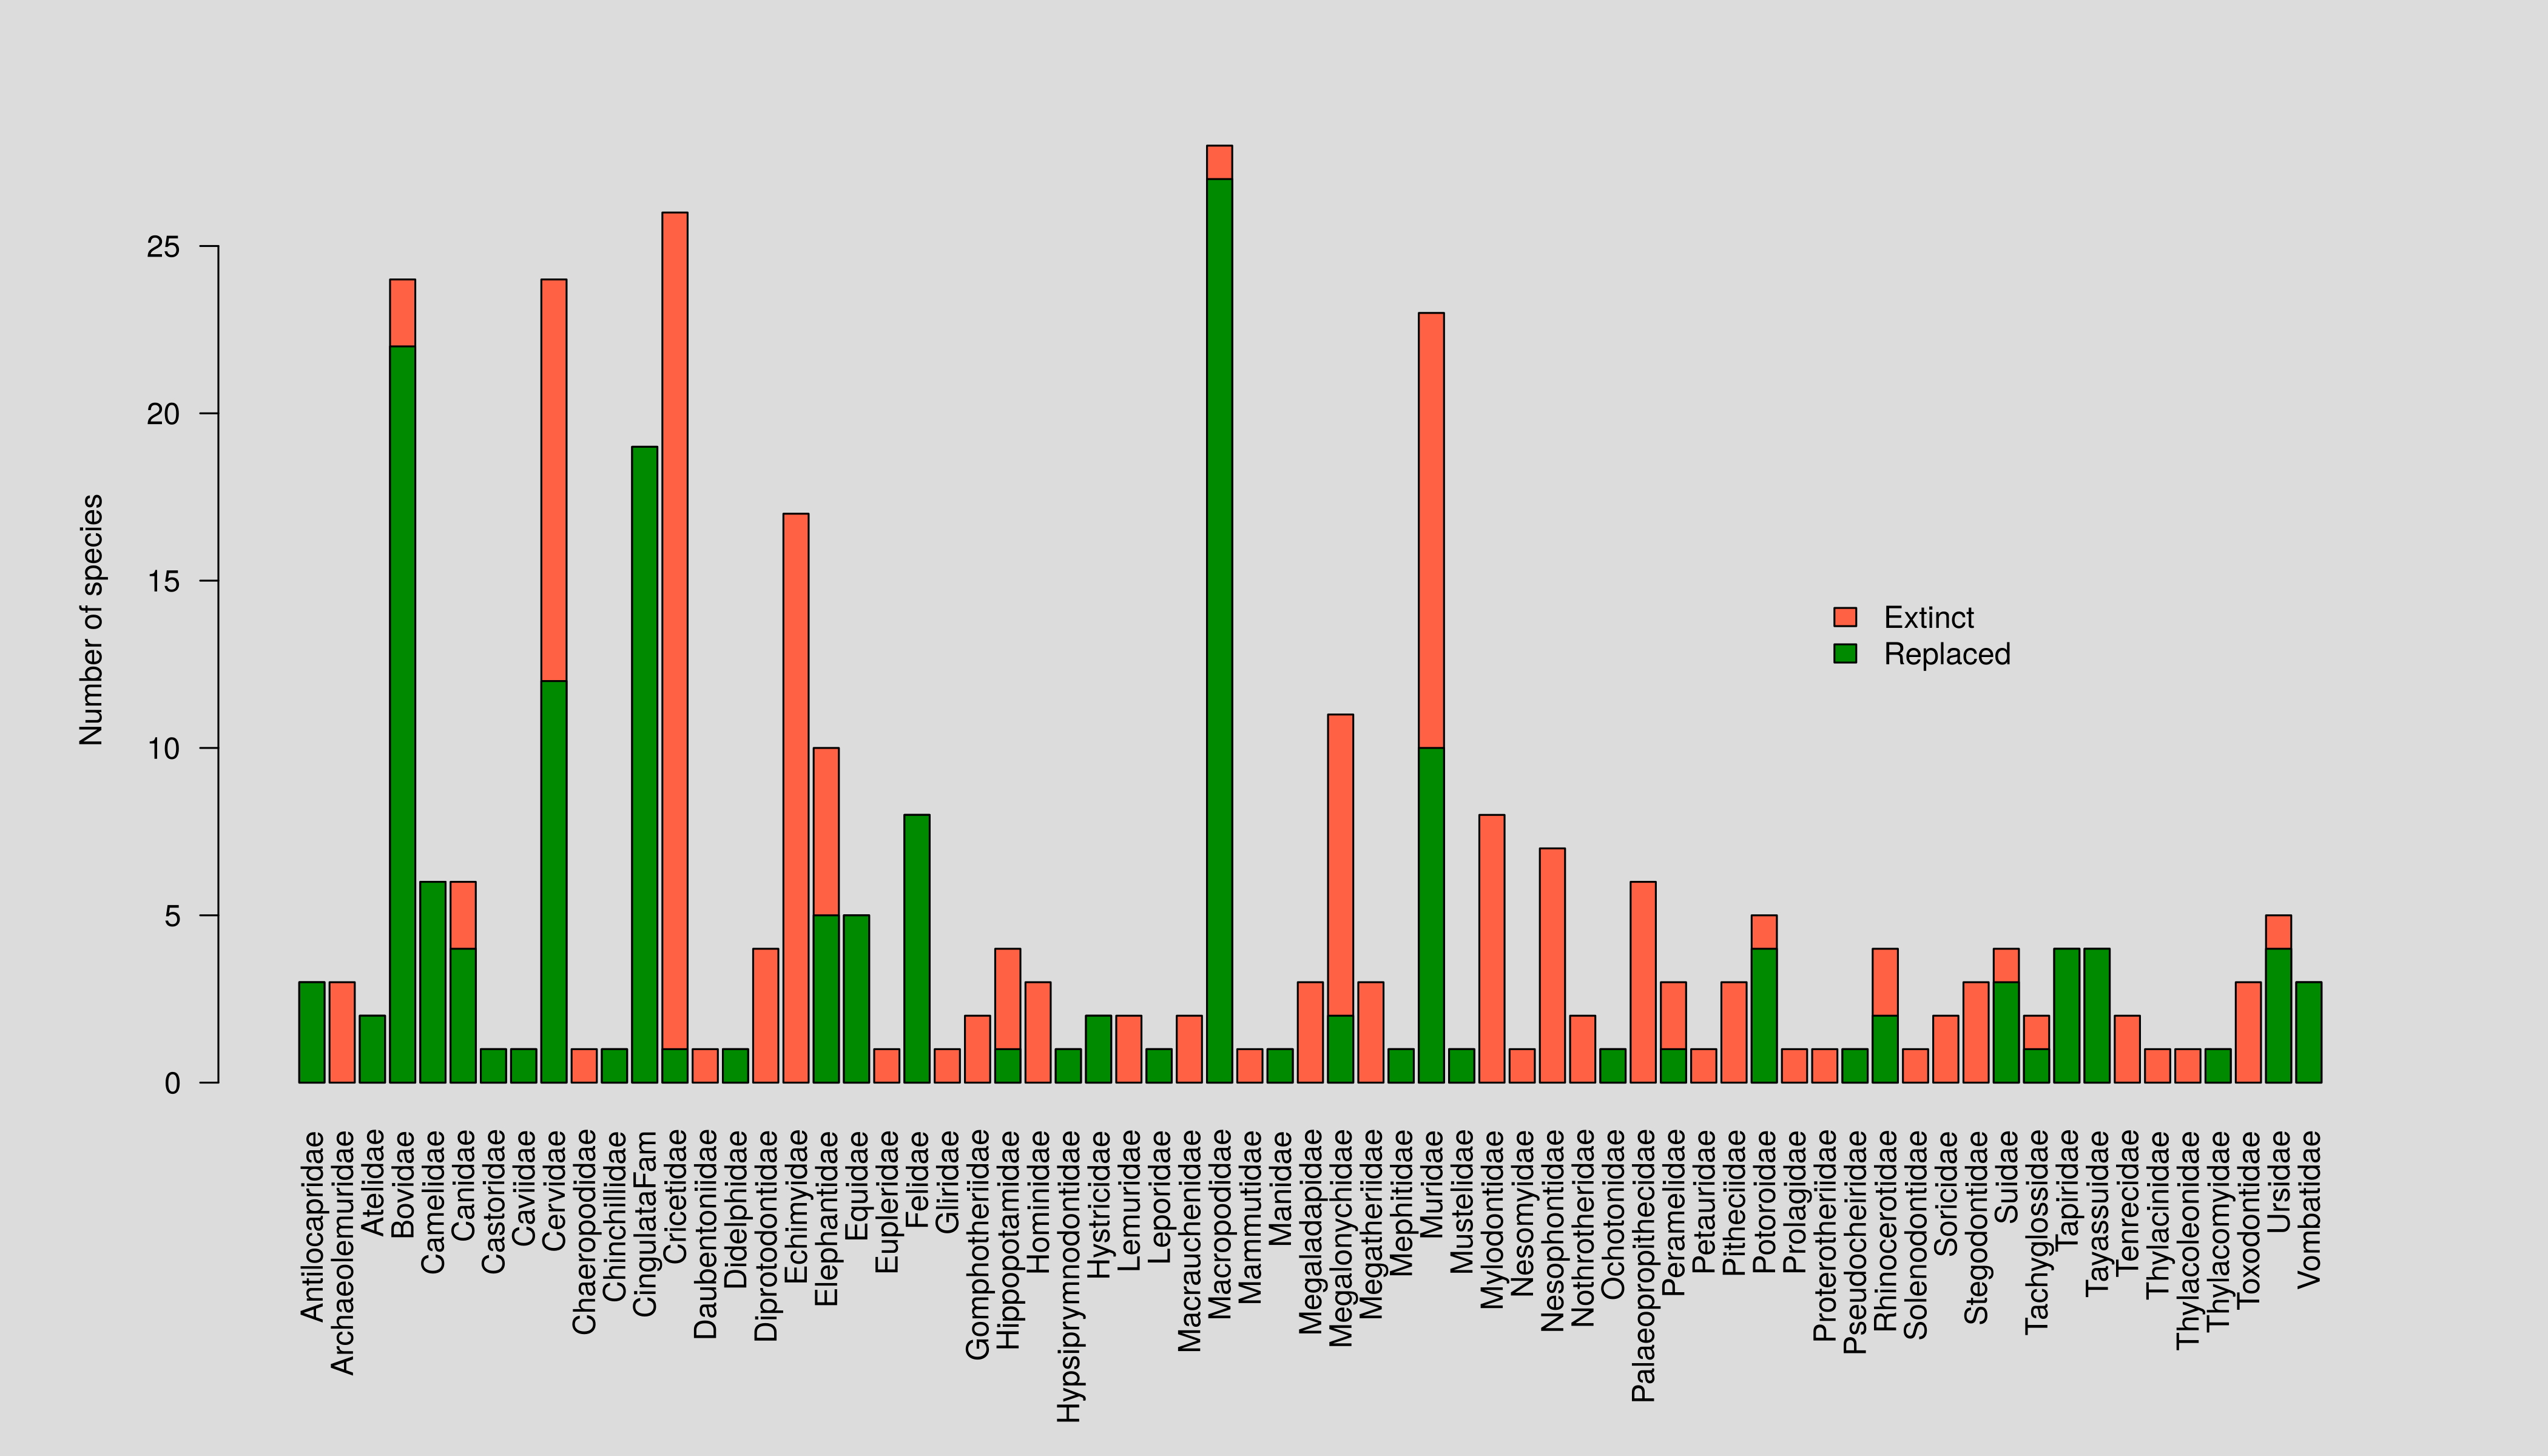 25
20
15
10
5
0
Number of species
Extinct
Replaced
Antilocapridae
Archaeolemuridae
Atelidae
Bovidae
Camelidae
Canidae
Castoridae
Caviidae
Cervidae
Chaeropodidae
Chinchillidae
CingulataFam
Cricetidae
Daubentoniidae
Didelphidae
Diprotodontidae
Echimyidae
Elephantidae
Equidae
Eupleridae
Felidae
Gliridae
Gomphotheriidae
Hippopotamidae
Hominidae
Hypsiprymnodontidae
Hystricidae
Lemuridae
Leporidae
Macraucheniidae
Macropodidae
Mammutidae
Manidae
Megaladapidae
Megalonychidae
Megatheriidae
Mephitidae
Muridae
Mustelidae
Mylodontidae
Nesomyidae
Nesophontidae
Nothrotheridae
Ochotonidae
Palaeopropithecidae
Peramelidae
Petauridae
Pitheciidae
Potoroidae
Prolagidae
Proterotheriidae
Pseudocheiridae
Rhinocerotidae
Solenodontidae
Soricidae
Stegodontidae
Suidae
Tachyglossidae
Tapiridae
Tayassuidae
Tenrecidae
Thylacinidae
Thylacoleonidae
Thylacomyidae
Toxodontidae
Ursidae
Vombatidae